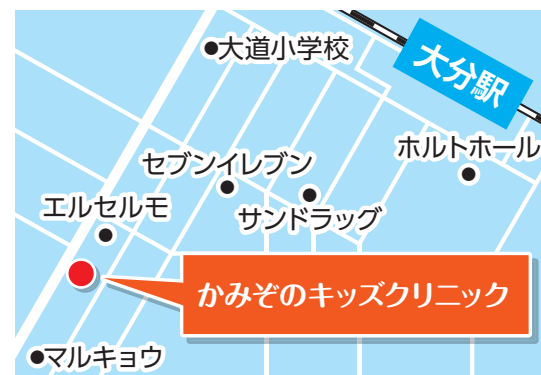 大道小学校
大分駅
ホルトホール
セブンイレブン
サンドラッグ
エルセルモ
かみぞのキッズクリニック
マルキョウ